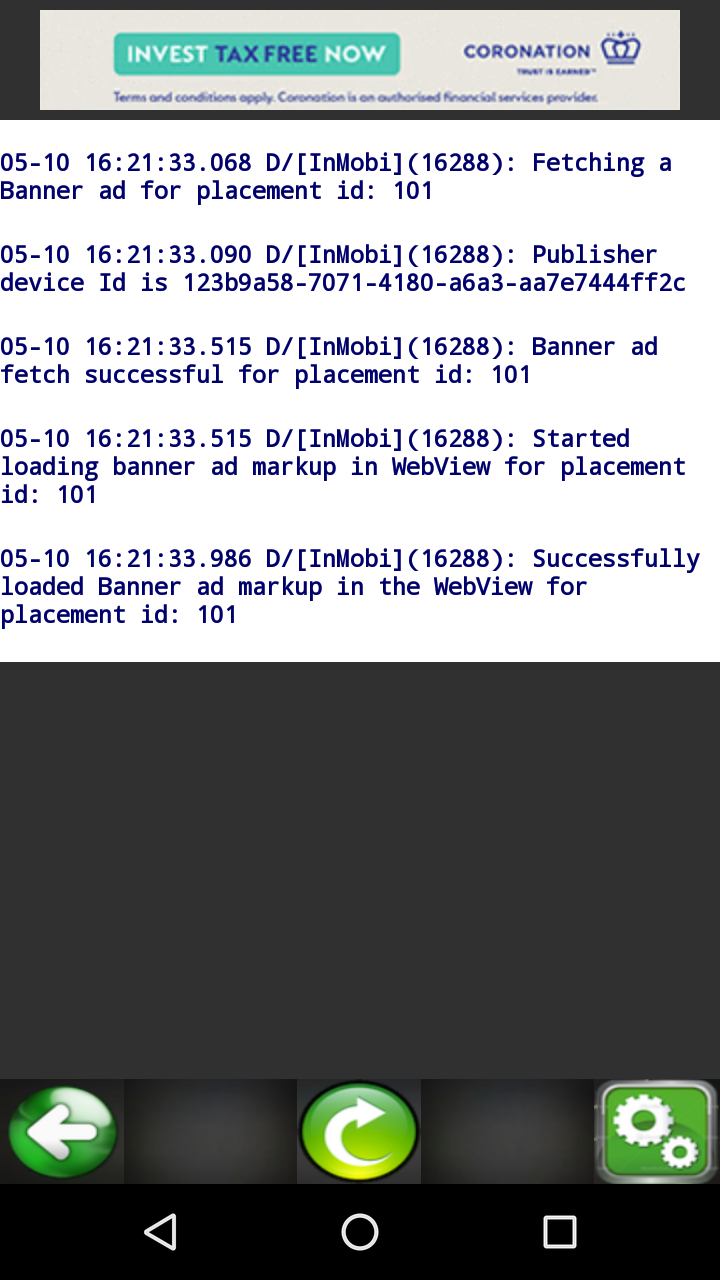 INVEST TAX FREE NOW
CORONATION
TRUST IS EARNED™
Terms and conditions apply. Coronation is an authorised financial services provider.
05-10 16:21:33.068 D/[InMobi](16288): Fetching a
Banner ad for placement id: 101
05-10 16:21:33.090 D/[InMobi](16288): Publisher
device Id is 123b9a58-7071-4180-a6a3-aa7e7444ff2c
05-10 16:21:33.515 D/[InMobi](16288): Banner ad
fetch successful for placement id: 101
05-10 16:21:33.515 D/[InMobi](16288): Started
loading banner ad markup in WebView for placement
id: 101
05-10 16:21:33.986 D/[InMobi](16288): Successfully
loaded Banner ad markup in the WebView for
placement id: 101